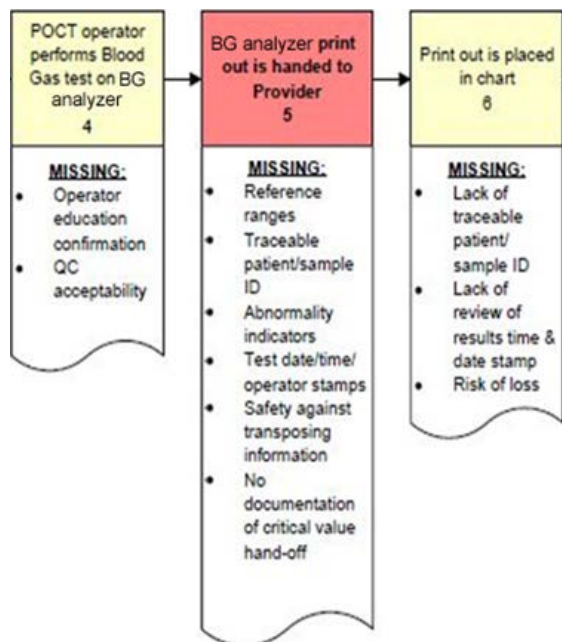 POCT operator
performs Blood
Gas test on BG
analyzer
4
MISSING:
• Operator
education
confirmation
• QC
acceptability
BG analyzer print
out is handed to
Provider
5
MISSING:
• Reference
ranges
• Traceable
patient/sample
ID
• Abnormality
indicators
• Test date/time/
operator stamps
• Safety against
transposing
information
• No
documentation
of critical value
hand-off
Print out is placed
in chart
6
MISSING:
• Lack of
traceable
patient/
sample ID
• Lack of
review of
results time &
date stamp
• Risk of loss